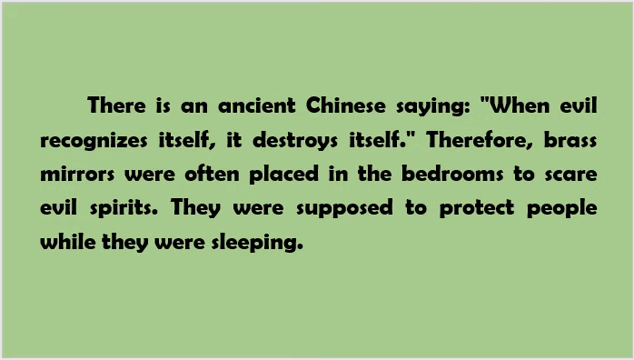 There is an ancient Chinese saying: "When evil
recognizes itself, it destroys itself." Therefore, brass
mirrors were often placed in the bedrooms to scare
evil spirits. They were supposed to protect people
while they were sleeping.